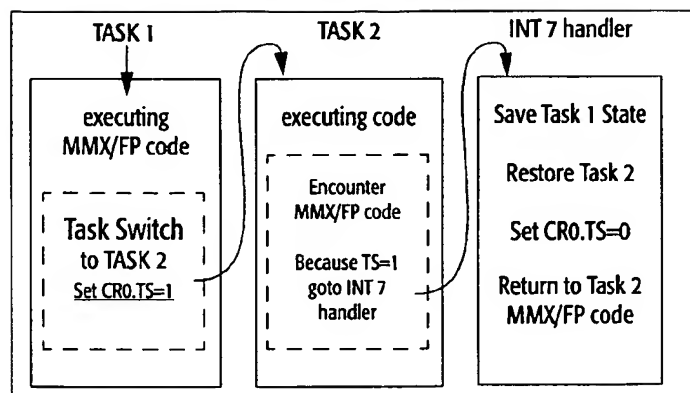 TASK 1
executing
MMX/FP code
Task Switch
to TASK 2
Set CR0.TS=1
TASK 2
executing code
Encounter
MMX/FP code
Because TS=1
goto INT 7
handler
INT 7 handler
Save Task 1 State
Restore Task 2
Set CR0.TS=0
Return to Task 2
MMX/FP code